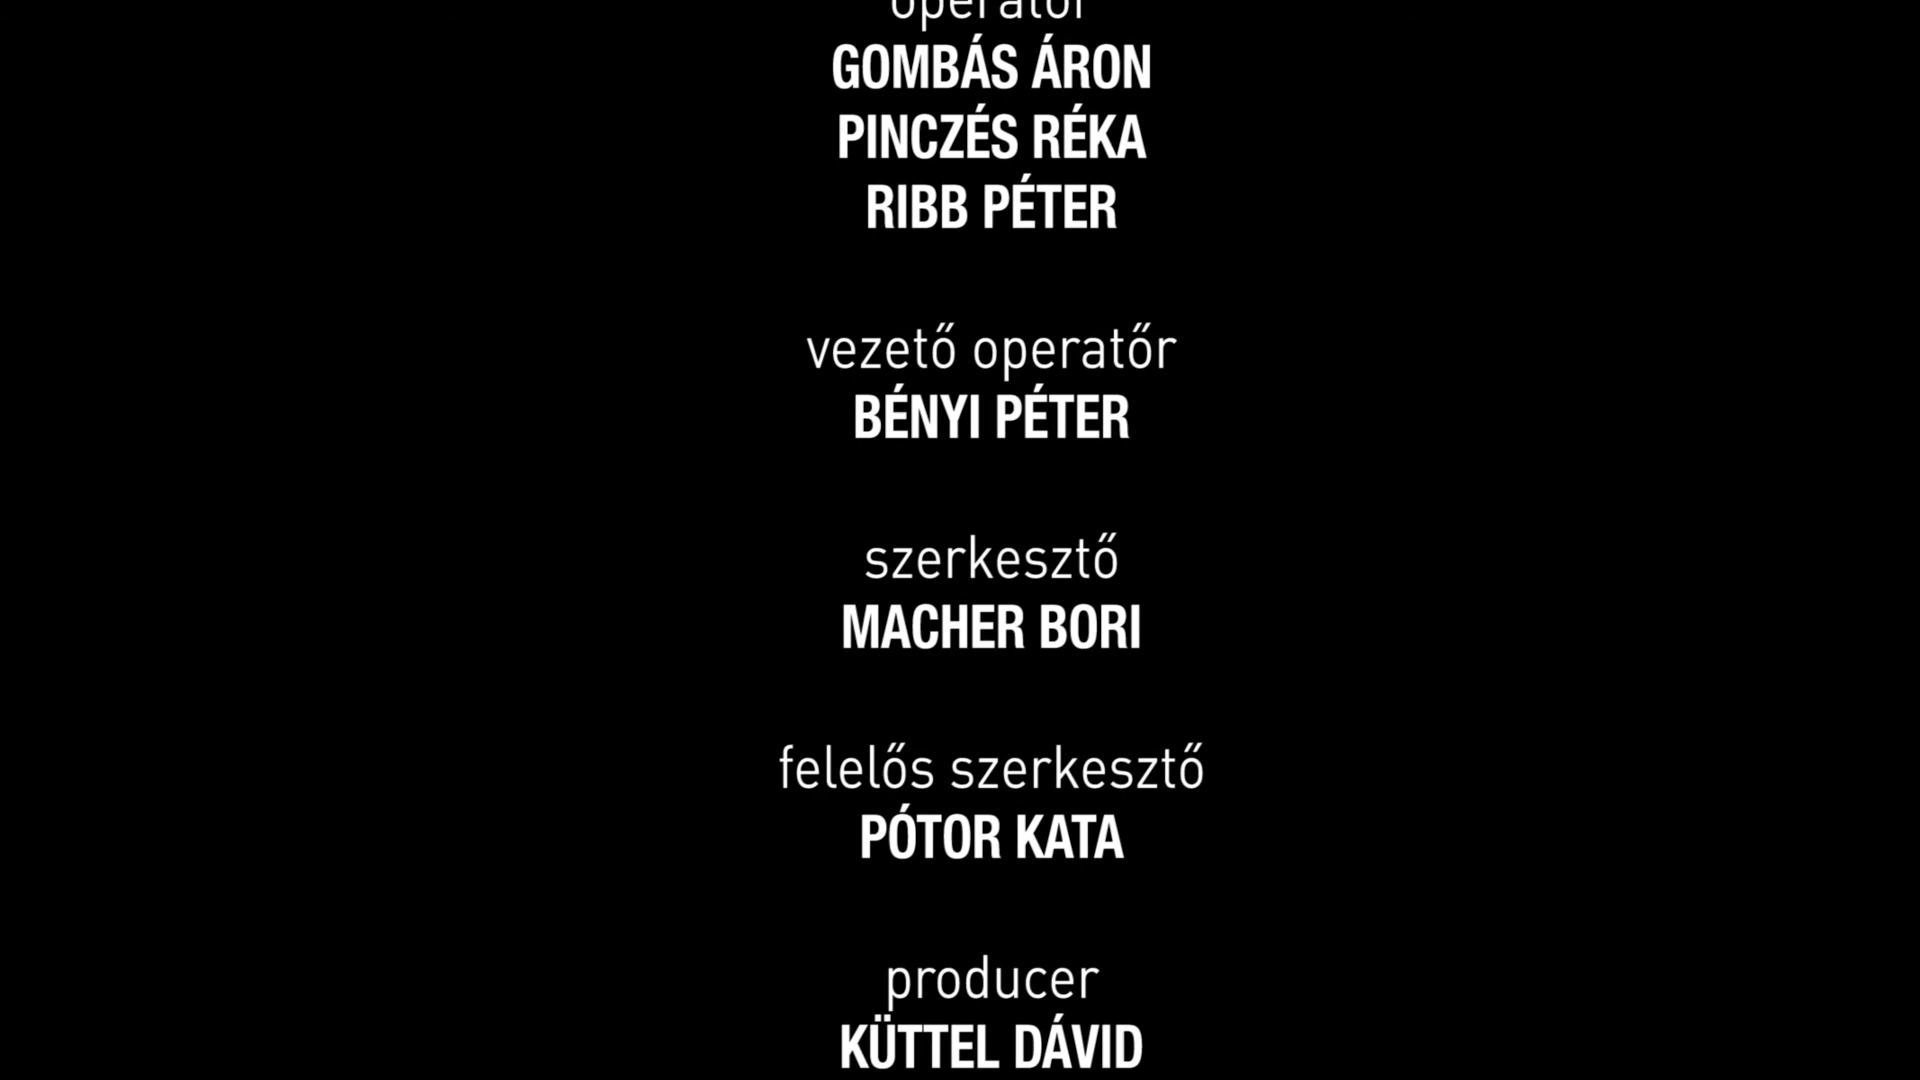 operatőr
GOMBÁS ÁRON
PINCZÉS RÉKA
RIBB PÉTER
vezető operatőr
BÉNYI PÉTER
szerkesztő
MACHER BORI
felelős szerkesztő
PÓTOR KATA
producer
KÜTTEL DÁVID